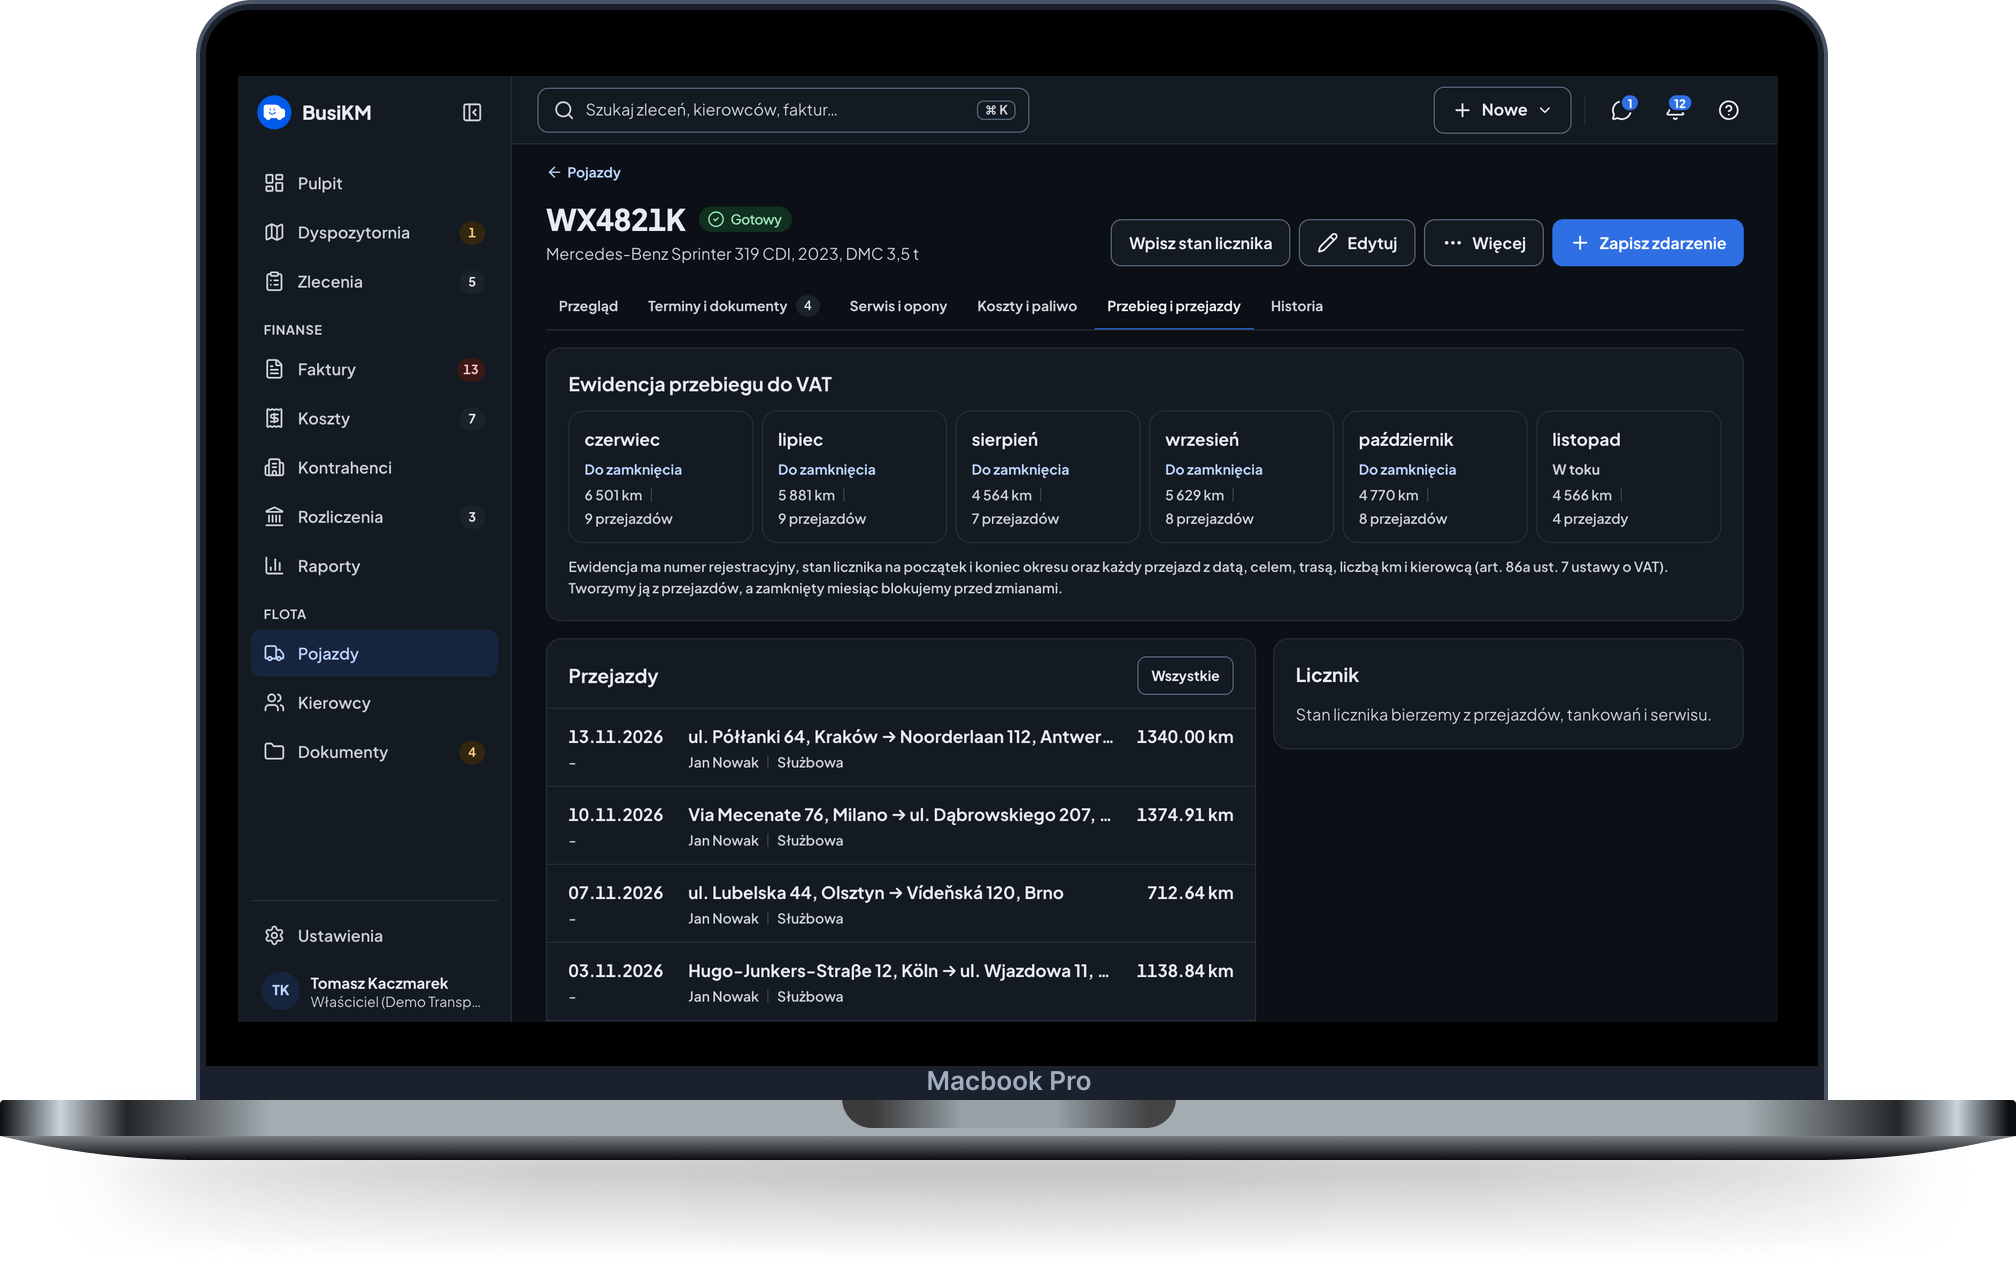 BusiKM
Szukaj zleceń, kierowców, faktur...
⌘ K
Nowe
1
12
Pulpit
Dyspozytornia 1
Zlecenia 5
FINANSE
Faktury 13
Koszty 7
Kontrahenci
Rozliczenia 3
Raporty
FLOTA
Pojazdy
Kierowcy
Dokumenty 4
Ustawienia
TK
Tomasz Kaczmarek
Właściciel (Demo Transp...
← Pojazdy
WX4821K Gotowy
Mercedes-Benz Sprinter 319 CDI, 2023, DMC 3,5 t
Wpisz stan licznika
Edytuj
Więcej
Zapisz zdarzenie
Przegląd
Terminy i dokumenty 4
Serwis i opony
Koszty i paliwo
Przebieg i przejazdy
Historia
Ewidencja przebiegu do VAT
czerwiec
Do zamknięcia
6 501 km
9 przejazdów
lipiec
Do zamknięcia
5 881 km
9 przejazdów
sierpień
Do zamknięcia
4 564 km
7 przejazdów
wrzesień
Do zamknięcia
5 629 km
8 przejazdów
październik
Do zamknięcia
4 770 km
8 przejazdów
listopad
W toku
4 566 km
4 przejazdy
Ewidencja ma numer rejestracyjny, stan licznika na początek i koniec okresu oraz każdy przejazd z datą, celem, trasą, liczbą km i kierowcą (art. 86a ust. 7 ustawy o VAT).
Tworzymy ją z przejazdów, a zamknięty miesiąc blokujemy przed zmianami.
Przejazdy
Wszystkie
13.11.2026 ul. Półłanki 64, Kraków → Noorderlaan 112, Antwer... 1340.00 km
- Jan Nowak Służbowa
10.11.2026 Via Mecenate 76, Milano → ul. Dąbrowskiego 207, ... 1374.91 km
- Jan Nowak Służbowa
07.11.2026 ul. Lubelska 44, Olsztyn → Vídeňská 120, Brno 712.64 km
- Jan Nowak Służbowa
03.11.2026 Hugo-Junkers-Straße 12, Köln → ul. Wjazdowa 11, ... 1138.84 km
- Jan Nowak Służbowa
Licznik
Stan licznika bierzemy z przejazdów, tankowań i serwisu.
Macbook Pro